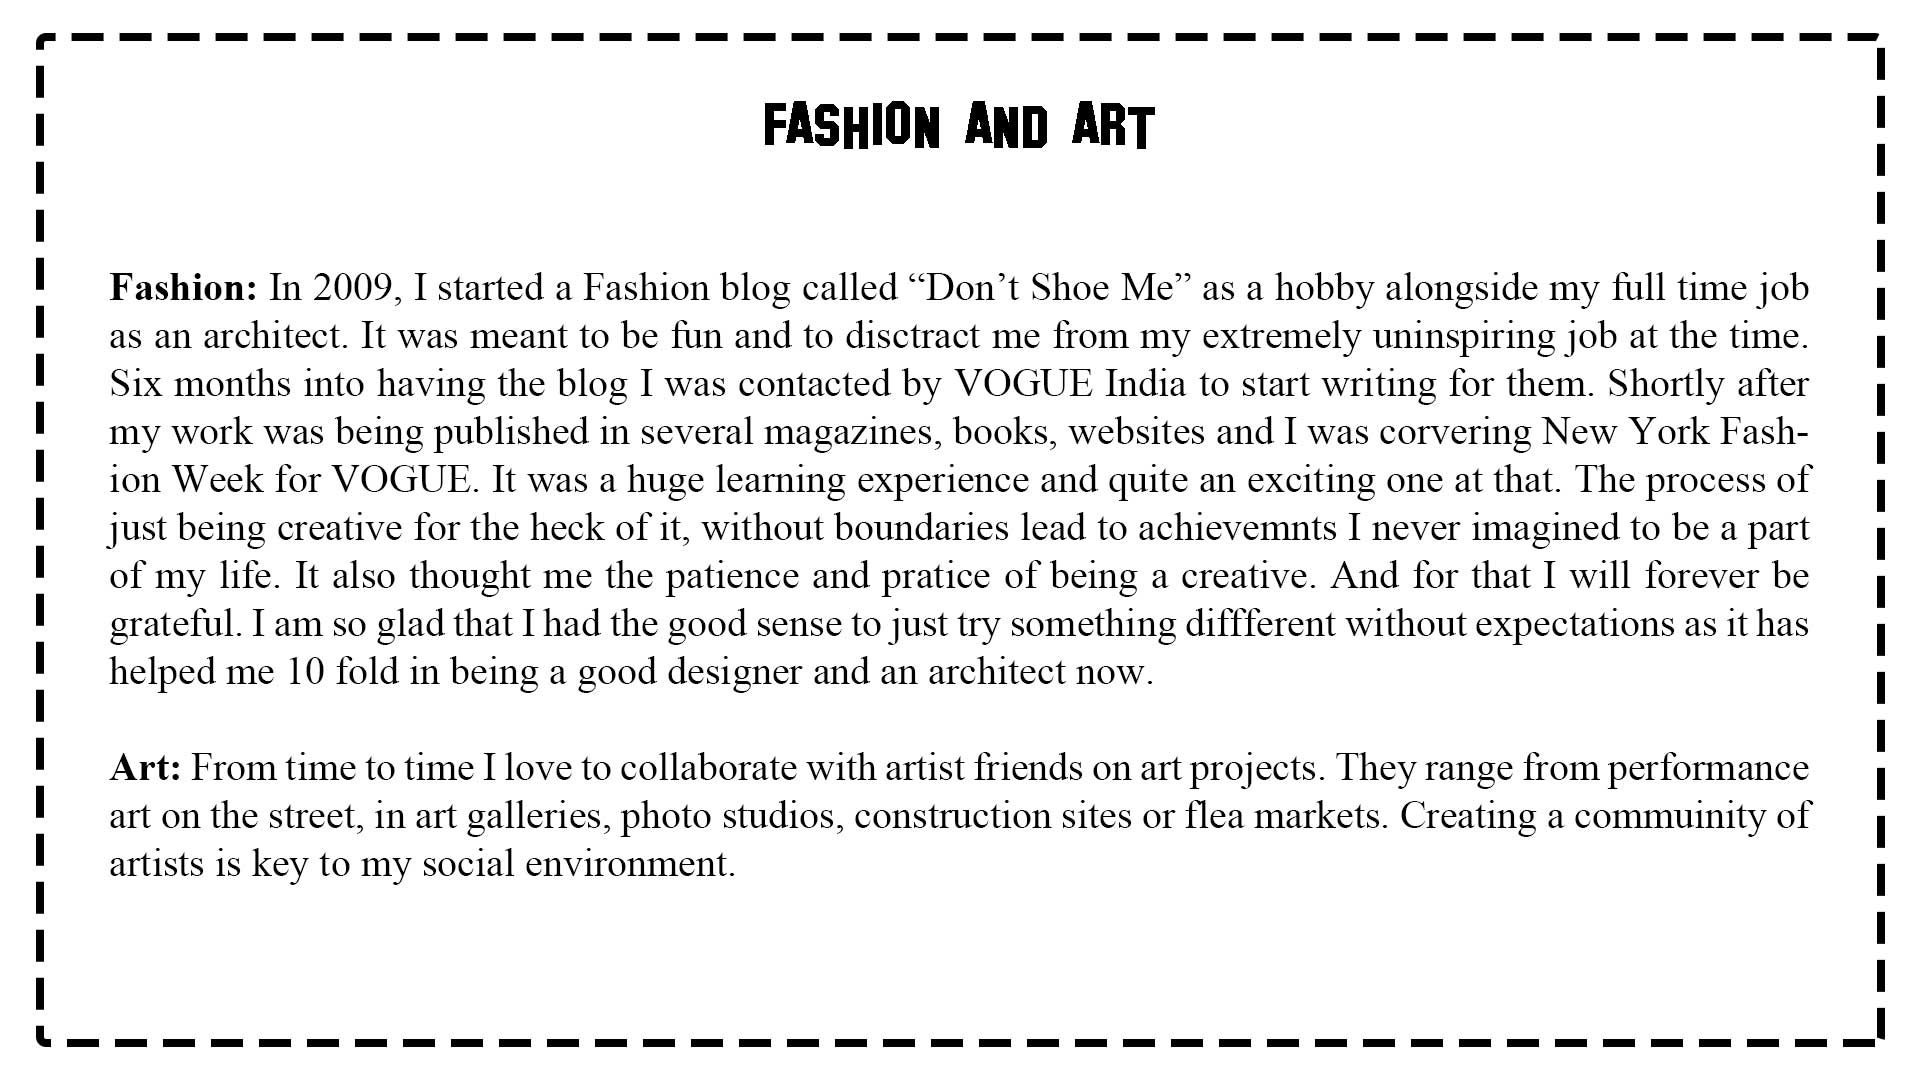 FASHION AND ART
Fashion: In 2009, I started a Fashion blog called “Don’t Shoe Me” as a hobby alongside my full time job
as an architect. It was meant to be fun and to disctract me from my extremely uninspiring job at the time.
Six months into having the blog I was contacted by VOGUE India to start writing for them. Shortly after
my work was being published in several magazines, books, websites and I was corvering New York Fash-
ion Week for VOGUE. It was a huge learning experience and quite an exciting one at that. The process of
just being creative for the heck of it, without boundaries lead to achievemnts I never imagined to be a part
of my life. It also thought me the patience and pratice of being a creative. And for that I will forever be
grateful. I am so glad that I had the good sense to just try something diffferent without expectations as it has
helped me 10 fold in being a good designer and an architect now.
Art: From time to time I love to collaborate with artist friends on art projects. They range from performance
art on the street, in art galleries, photo studios, construction sites or flea markets. Creating a commuinity of
artists is key to my social environment.